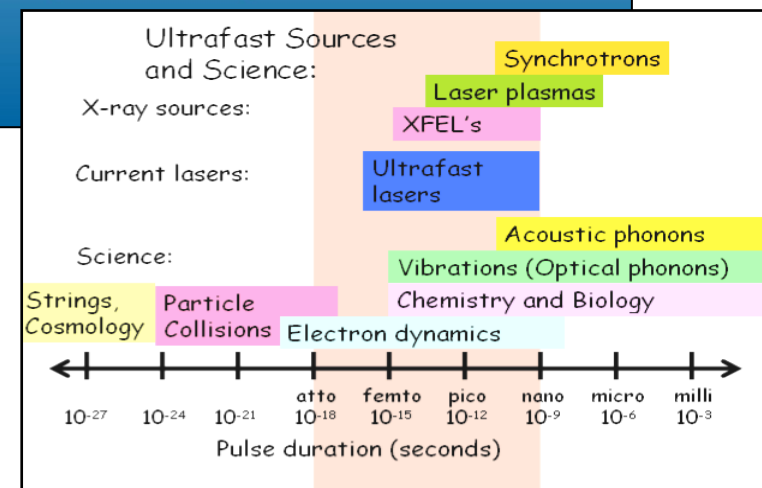 Ultrafast Sources
and Science:
Synchrotrons
Laser plasmas
X-ray sources:
XFEL's
Current lasers:
Ultrafast
lasers
Acoustic phonons
Science:
Vibrations (Optical phonons)
Strings,
Cosmology
Particle
Collisions
Chemistry and Biology
Electron dynamics
atto femto pico nano micro milli
10⁻²⁷ 10⁻²⁴ 10⁻²¹ 10⁻¹⁸ 10⁻¹⁵ 10⁻¹² 10⁻⁹ 10⁻⁶ 10⁻³
Pulse duration (seconds)